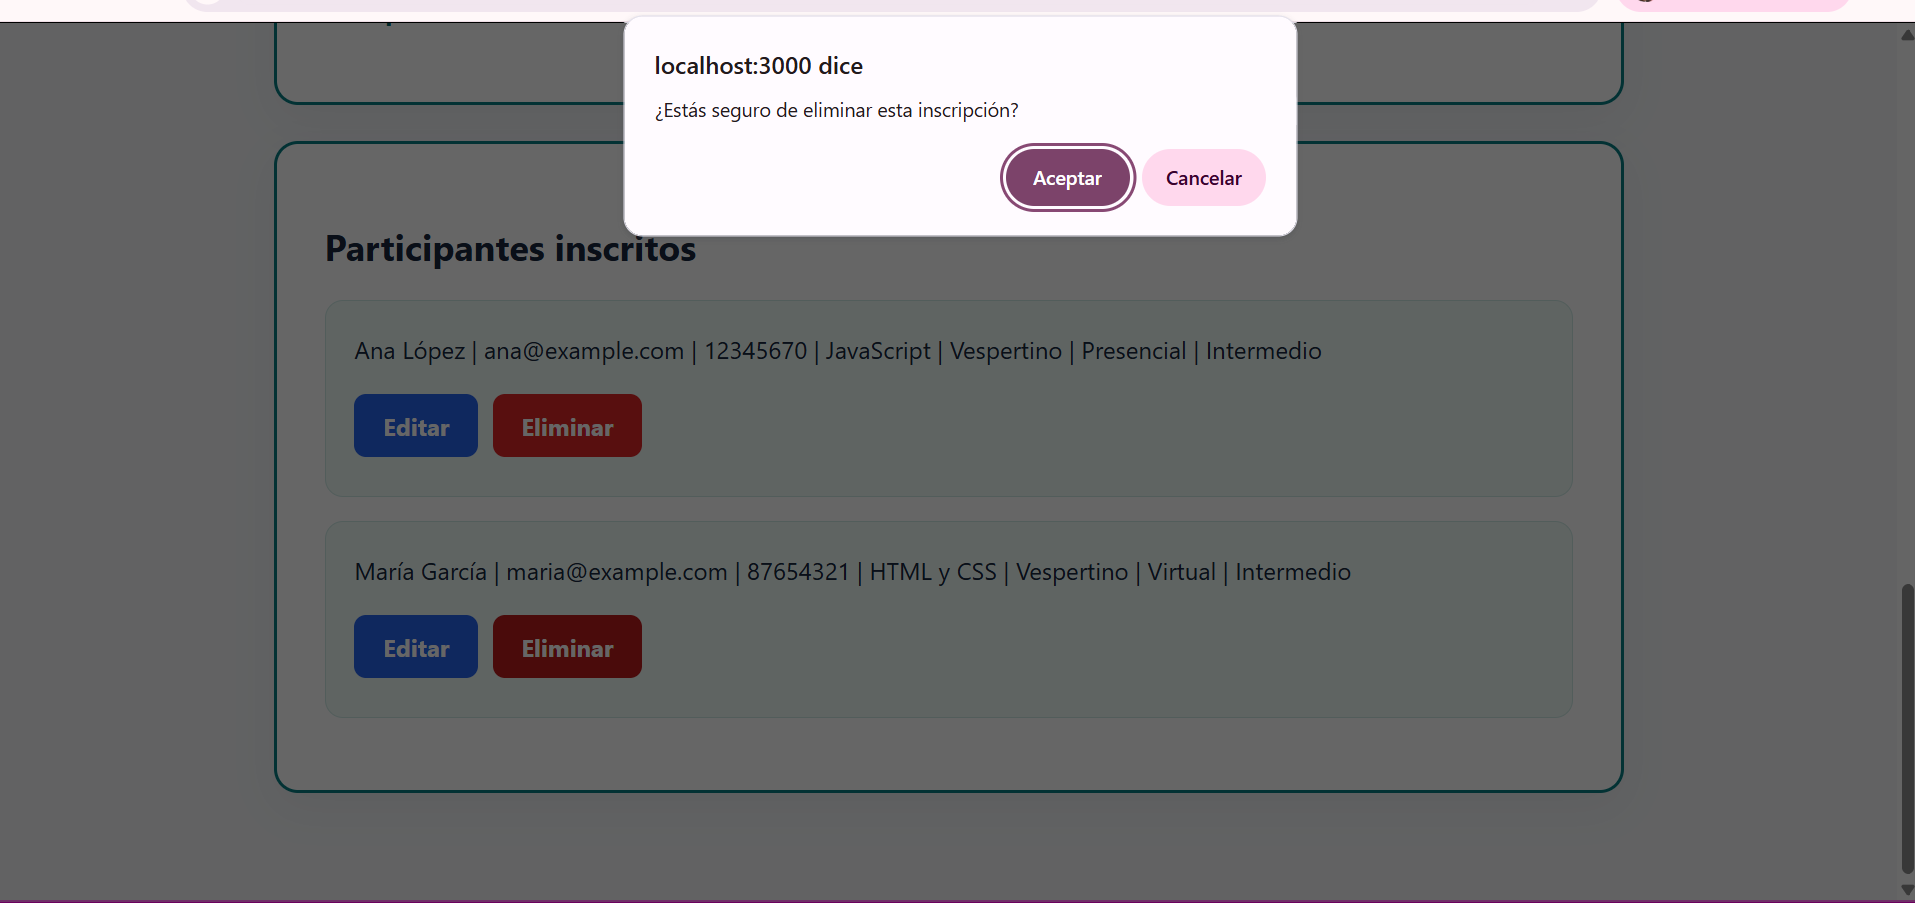 localhost:3000 dice
¿Estás seguro de eliminar esta inscripción?
Aceptar Cancelar
Participantes inscritos
Ana López | ana@example.com | 12345670 | JavaScript | Vespertino | Presencial | Intermedio
Editar Eliminar
María García | maria@example.com | 87654321 | HTML y CSS | Vespertino | Virtual | Intermedio
Editar Eliminar